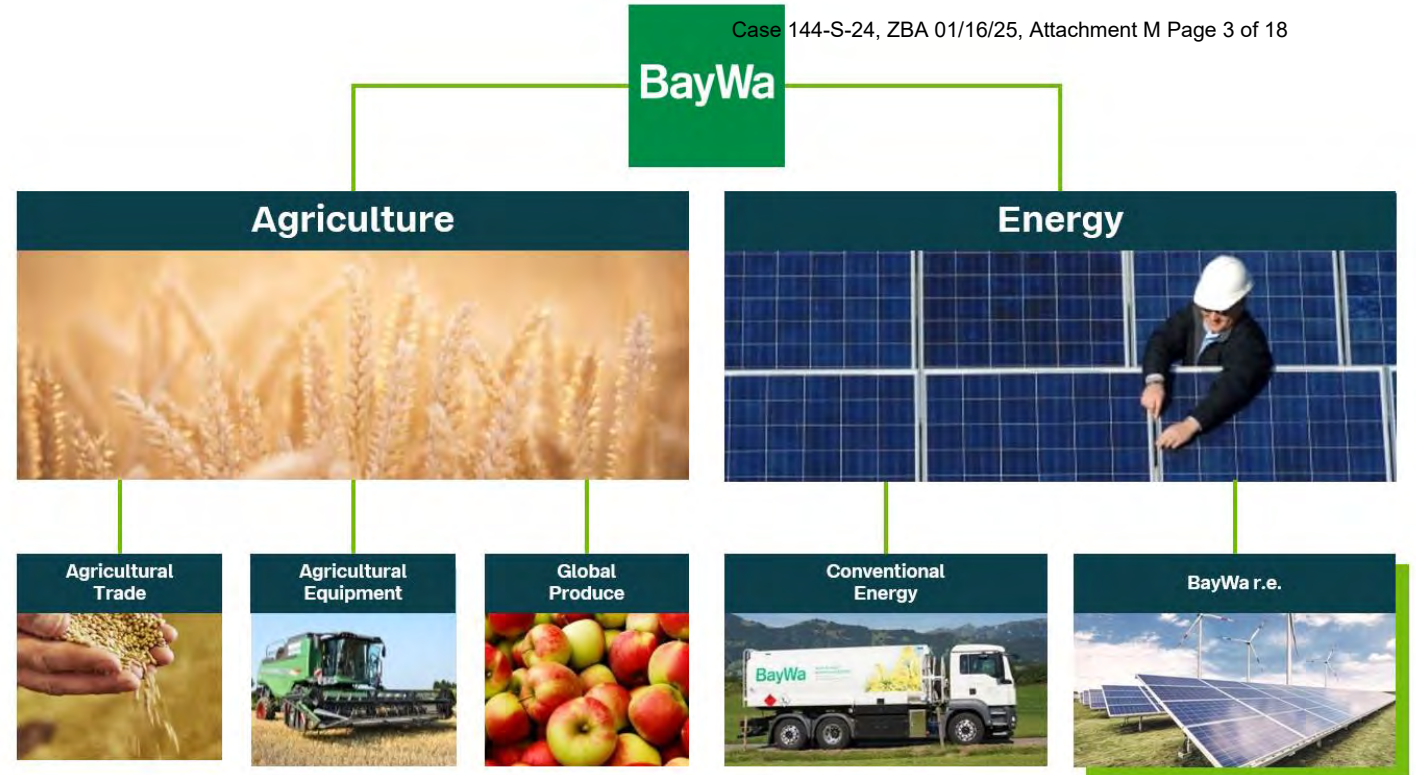 Case 144-S-24, ZBA 01/16/25, Attachment M Page 3 of 18
BayWa
Agriculture
Energy
Agricultural
Trade
Agricultural
Equipment
Global
Produce
Conventional
Energy
BayWa r.e.
BayWa